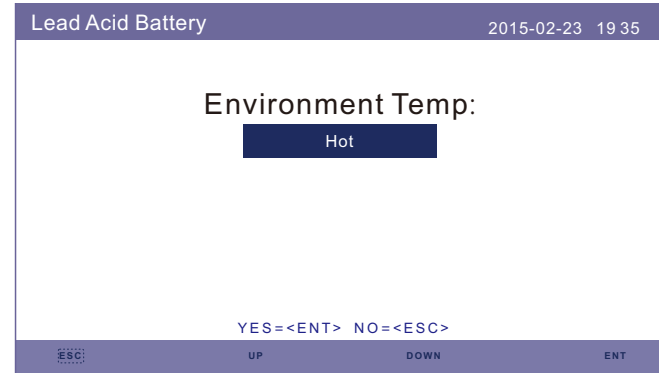 Lead Acid Battery 2015-02-23 19 35
Environment Temp:
Hot
YES=<ENT> NO=<ESC>
ESC UP DOWN ENT